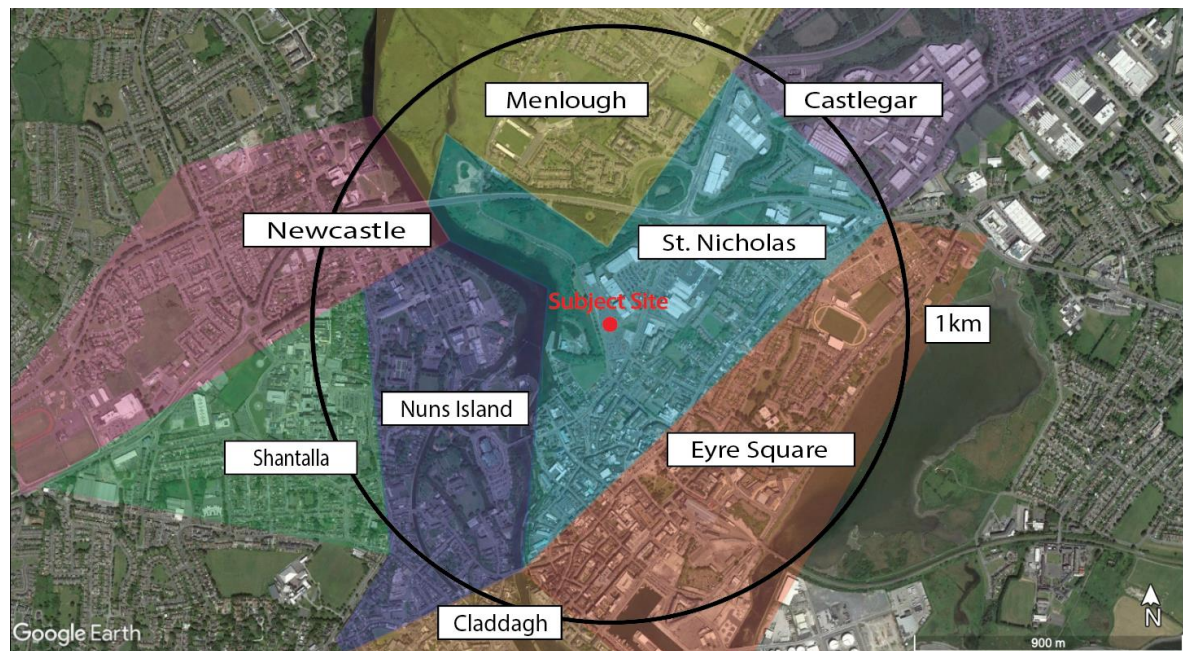 Menlough
Castlegar
Newcastle
St. Nicholas
Subject Site
1km
Nuns Island
Eyre Square
Shantalla
Claddagh
N
Google Earth
900 m